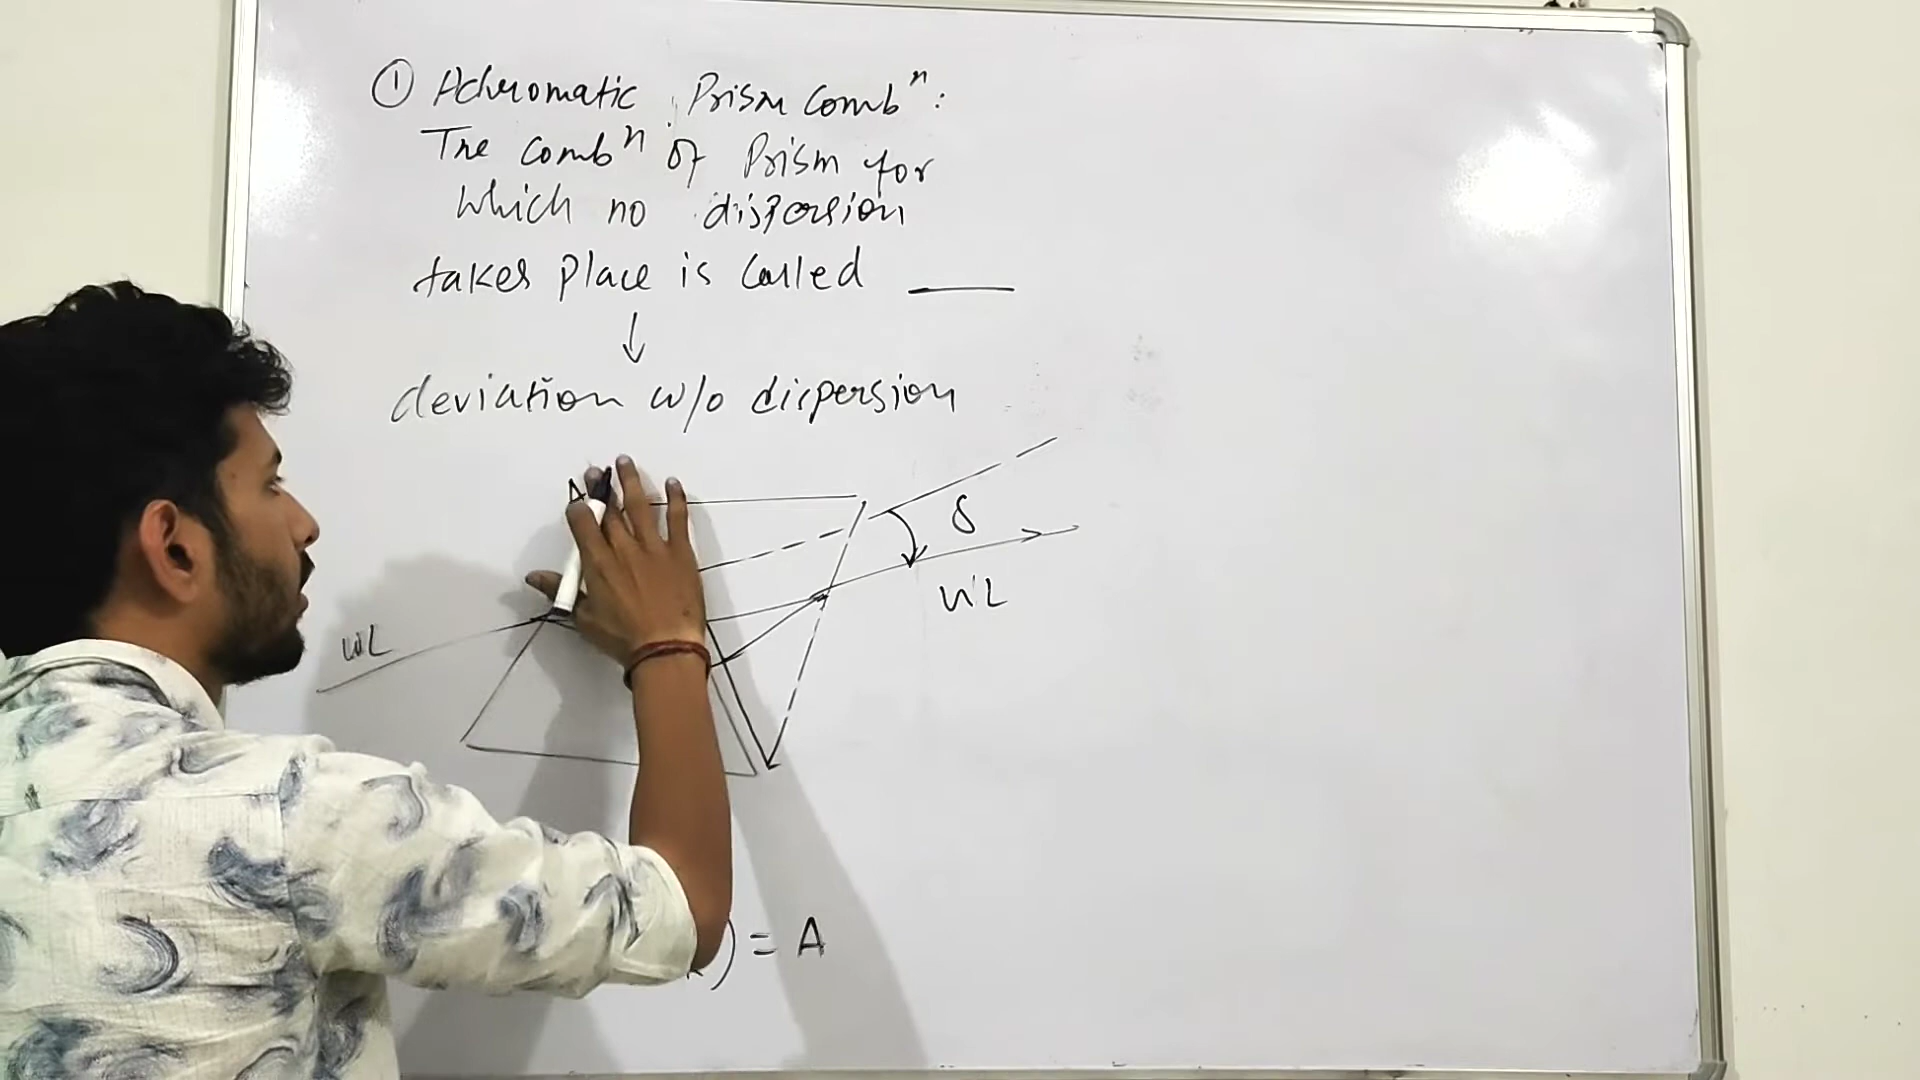 ① Achromatic Prism Combⁿ:
The Combⁿ of Prism for
which no dispersion
takes place is called ____
↓
deviation w/o dispersion
A
δ
WL
WL
) = A